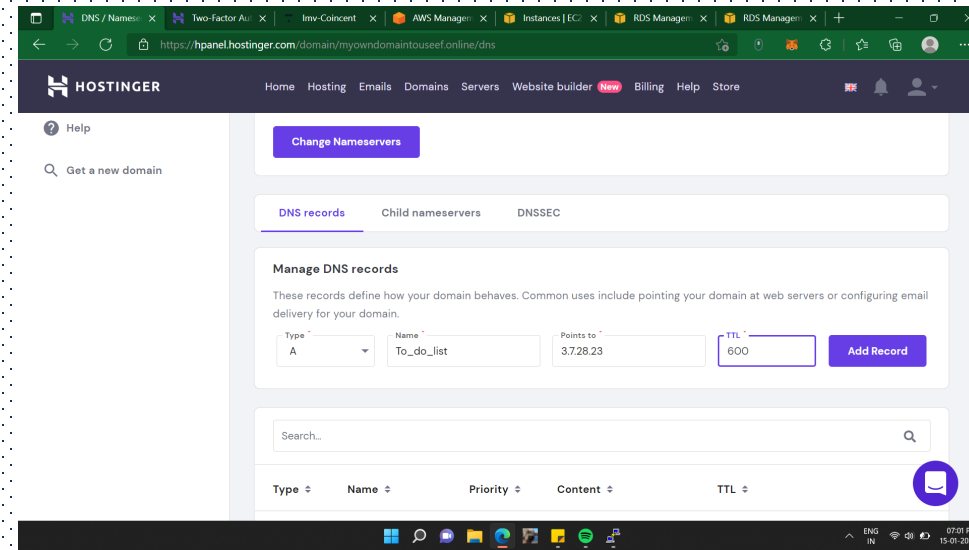 DNS / Namese
Two-Factor Aut
Imv-Coincent
AWS Managem
Instances | EC2
RDS Managem
RDS Managem
https://hpanel.hostinger.com/domain/myowndomaintouseef.online/dns
HOSTINGER
Home Hosting Emails Domains Servers Website builder New Billing Help Store
Help
Get a new domain
Change Nameservers
DNS records Child nameservers DNSSEC
Manage DNS records
These records define how your domain behaves. Common uses include pointing your domain at web servers or configuring email
delivery for your domain.
Type * Name * Points to * TTL *
A To_do_list 3.7.28.23 600 Add Record
Search...
Type Name Priority Content TTL
ENG
IN
07:01
15-01-20